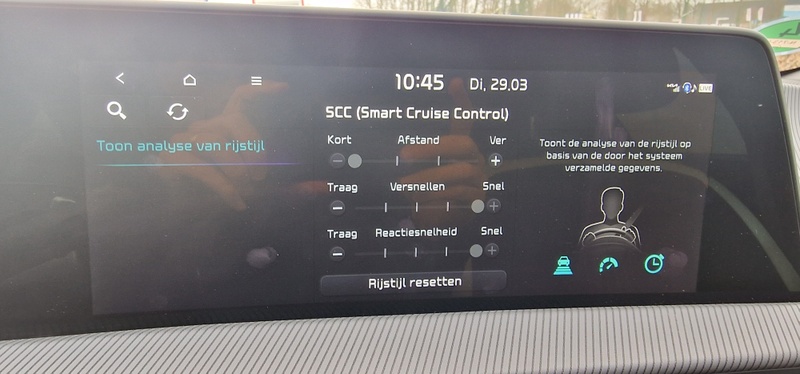 10:45 Di, 29.03
LIVE
SCC (Smart Cruise Control)
Toon analyse van rijstijl
Kort Afstand Ver
Traag Versnellen Snel
Traag Reactiesnelheid Snel
Rijstijl resetten
Toont de analyse van de rijstijl op
basis van de door het systeem
verzamelde gegevens.